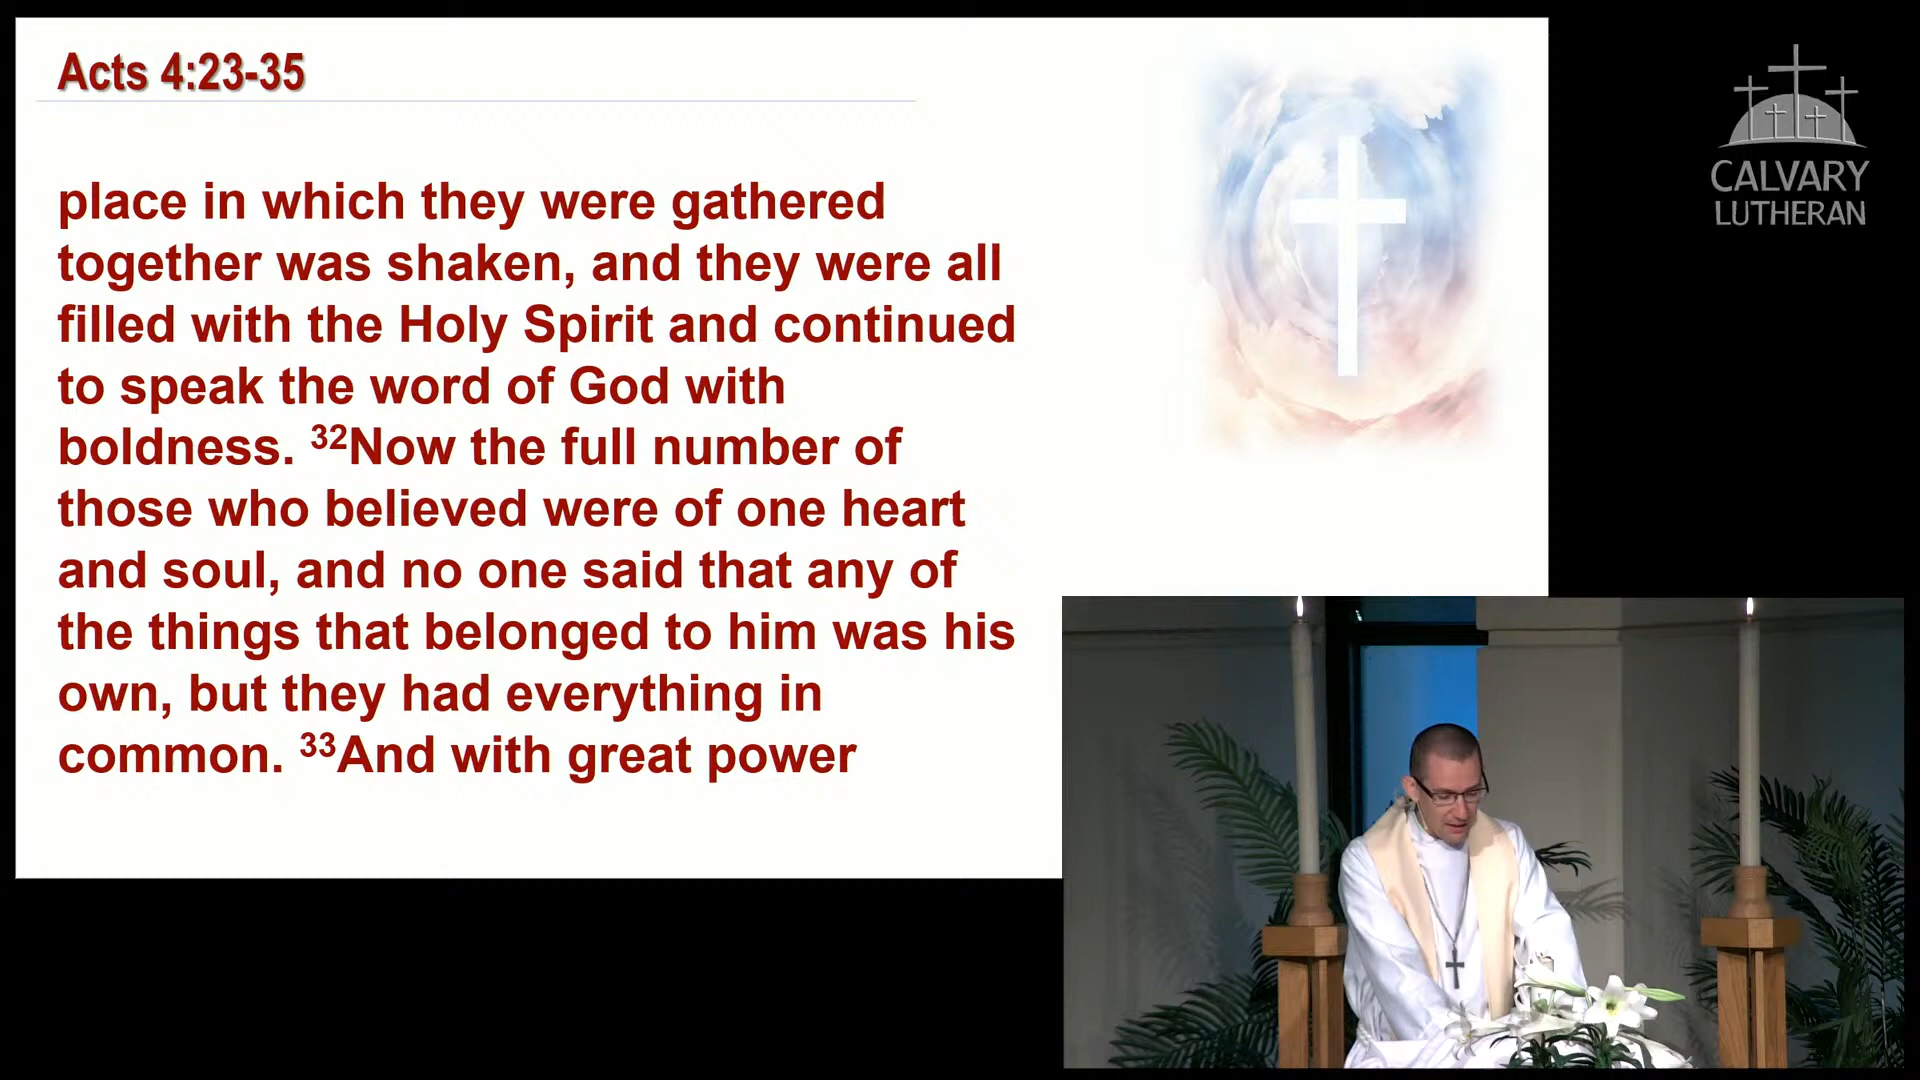 Acts 4:23-35
place in which they were gathered
together was shaken, and they were all
filled with the Holy Spirit and continued
to speak the word of God with
boldness. ³²Now the full number of
those who believed were of one heart
and soul, and no one said that any of
the things that belonged to him was his
own, but they had everything in
common. ³³And with great power
CALVARY
LUTHERAN